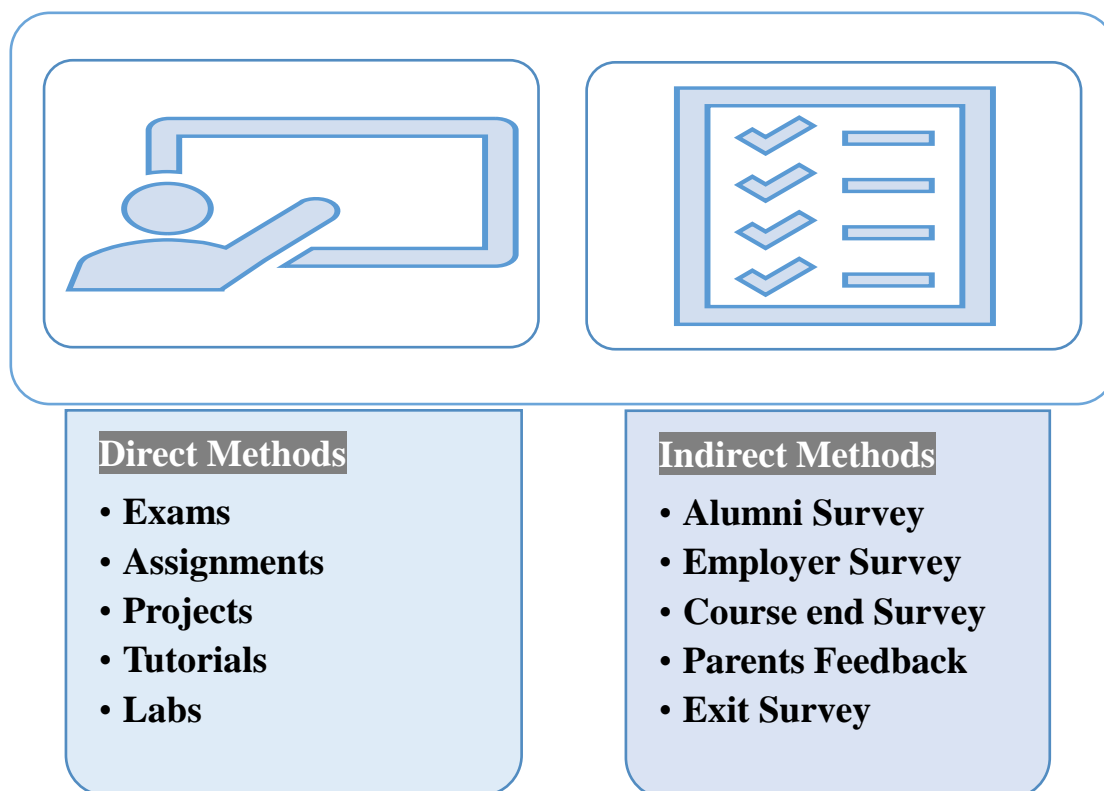 Direct Methods
• Exams
• Assignments
• Projects
• Tutorials
• Labs
Indirect Methods
• Alumni Survey
• Employer Survey
• Course end Survey
• Parents Feedback
• Exit Survey